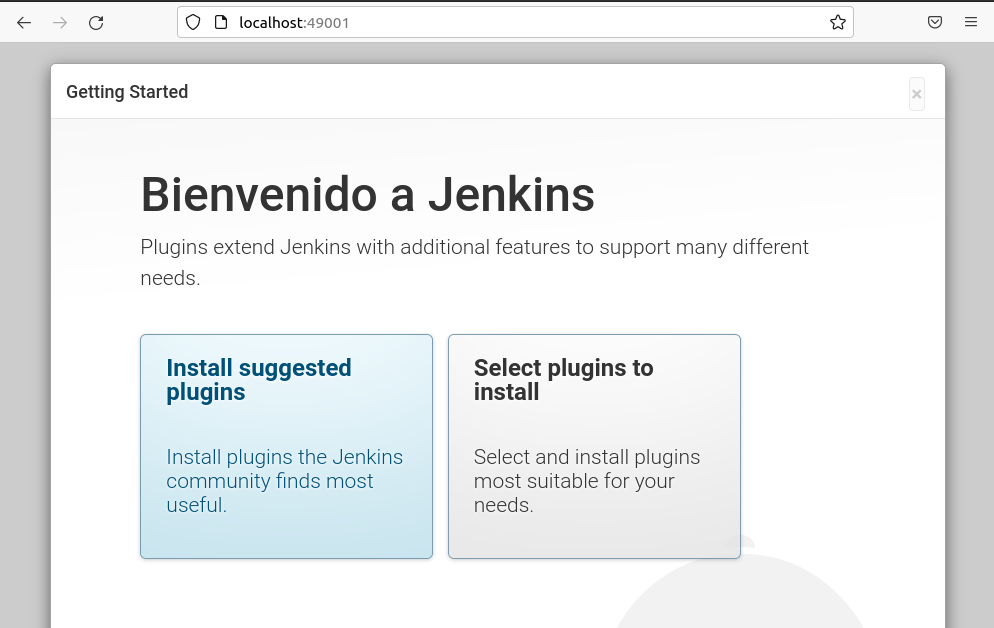 localhost:49001
Getting Started
×
Bienvenido a Jenkins
Plugins extend Jenkins with additional features to support many different
needs.
Install suggested
plugins
Install plugins the Jenkins
community finds most
useful.
Select plugins to
install
Select and install plugins
most suitable for your
needs.